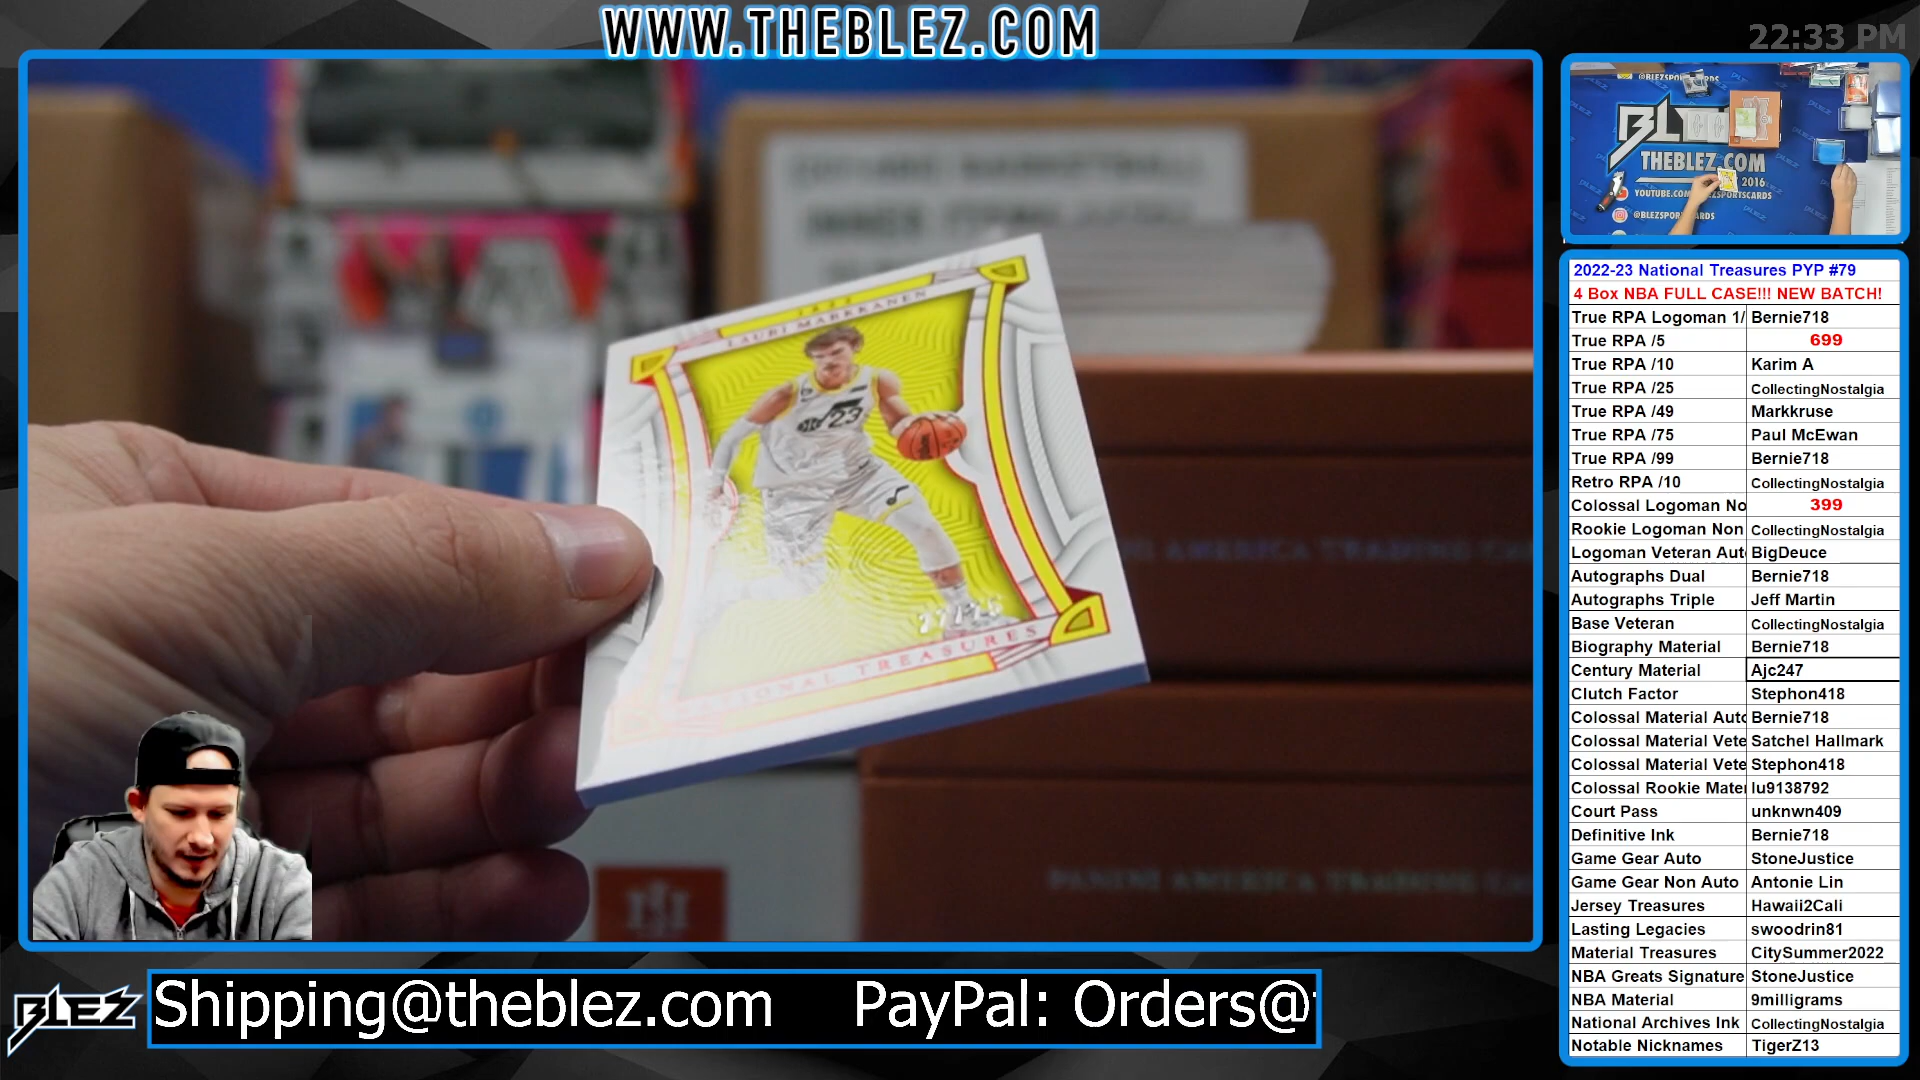 WWW.THEBLEZ.COM
22:33 PM
LAURI MARKKANEN
23
NATIONAL TREASURES
PANINI AMERICA TRADING
BL
THEBLEZ.COM
2016
@BLEZSPORTSCARDS
2022-23 National Treasures PYP #79
4 Box NBA FULL CASE!!! NEW BATCH!
True RPA Logoman 1/ Bernie718
True RPA /5 699
True RPA /10 Karim A
True RPA /25 CollectingNostalgia
True RPA /49 Markkruse
True RPA /75 Paul McEwan
True RPA /99 Bernie718
Retro RPA /10 CollectingNostalgia
Colossal Logoman No 399
Rookie Logoman Non CollectingNostalgia
Logoman Veteran Aut BigDeuce
Autographs Dual Bernie718
Autographs Triple Jeff Martin
Base Veteran CollectingNostalgia
Biography Material Bernie718
Century Material Ajc247
Clutch Factor Stephon418
Colossal Material Auto Bernie718
Colossal Material Vete Satchel Hallmark
Colossal Material Vete Stephon418
Colossal Rookie Mater lu9138792
Court Pass unknwn409
Definitive Ink Bernie718
Game Gear Auto StoneJustice
Game Gear Non Auto Antonie Lin
Jersey Treasures Hawaii2Cali
Lasting Legacies swoodrin81
Material Treasures CitySummer2022
NBA Greats Signature StoneJustice
NBA Material 9milligrams
National Archives Ink CollectingNostalgia
Notable Nicknames TigerZ13
BLEZ
Shipping@theblez.com PayPal: Orders@